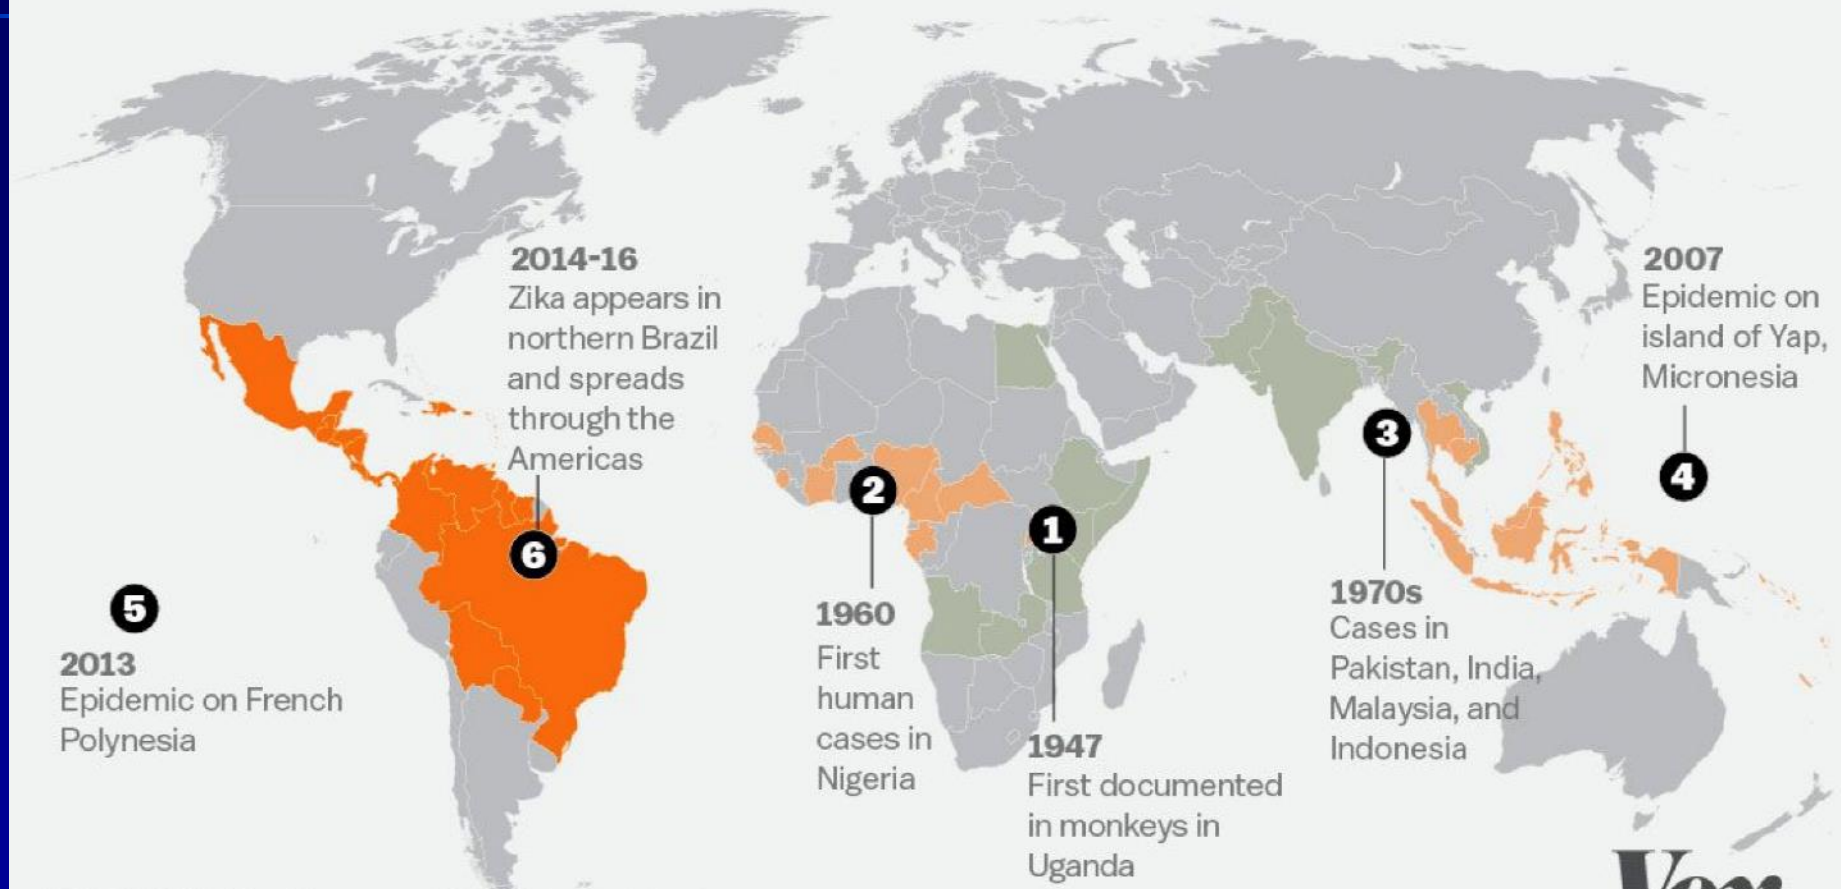 1
1947
First documented
in monkeys in
Uganda
2
1960
First
human
cases in
Nigeria
3
1970s
Cases in
Pakistan, India,
Malaysia, and
Indonesia
4
2007
Epidemic on
island of Yap,
Micronesia
5
2013
Epidemic on French
Polynesia
6
2014-16
Zika appears in
northern Brazil
and spreads
through the
Americas
Vox